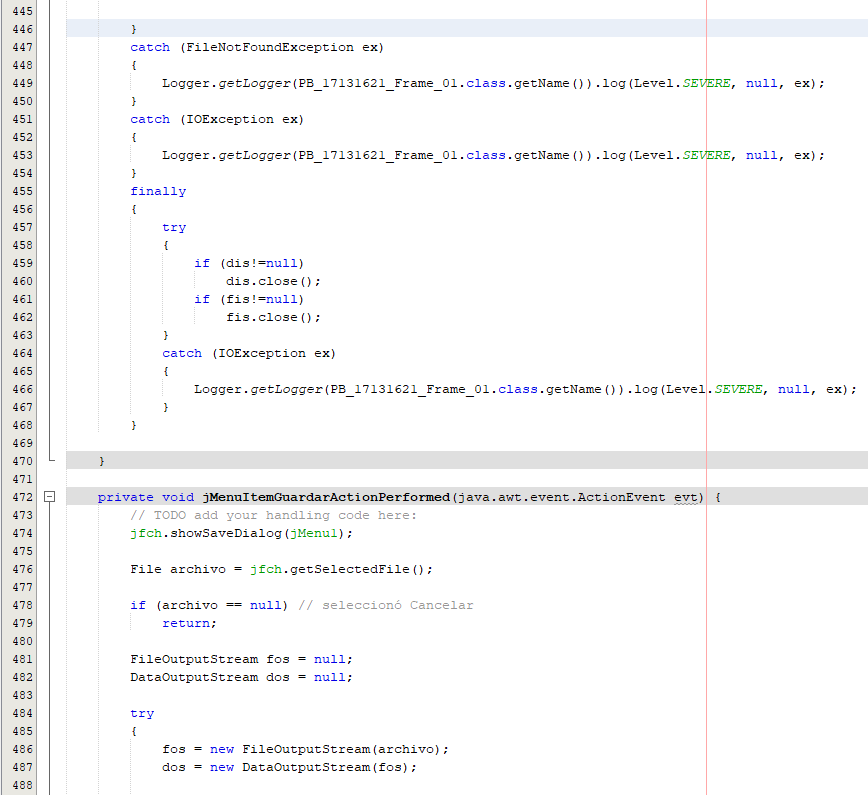 445
446 }
447 catch (FileNotFoundException ex)
448 {
449 Logger.getLogger(PB_17131621_Frame_01.class.getName()).log(Level.SEVERE, null, ex);
450 }
451 catch (IOException ex)
452 {
453 Logger.getLogger(PB_17131621_Frame_01.class.getName()).log(Level.SEVERE, null, ex);
454 }
455 finally
456 {
457 try
458 {
459 if (dis!=null)
460 dis.close();
461 if (fis!=null)
462 fis.close();
463 }
464 catch (IOException ex)
465 {
466 Logger.getLogger(PB_17131621_Frame_01.class.getName()).log(Level.SEVERE, null, ex);
467 }
468 }
469
470 }
471
472 private void jMenuItemGuardarActionPerformed(java.awt.event.ActionEvent evt) {
473 // TODO add your handling code here:
474 jfch.showSaveDialog(jMenu1);
475
476 File archivo = jfch.getSelectedFile();
477
478 if (archivo == null) // seleccionó Cancelar
479 return;
480
481 FileOutputStream fos = null;
482 DataOutputStream dos = null;
483
484 try
485 {
486 fos = new FileOutputStream(archivo);
487 dos = new DataOutputStream(fos);
488